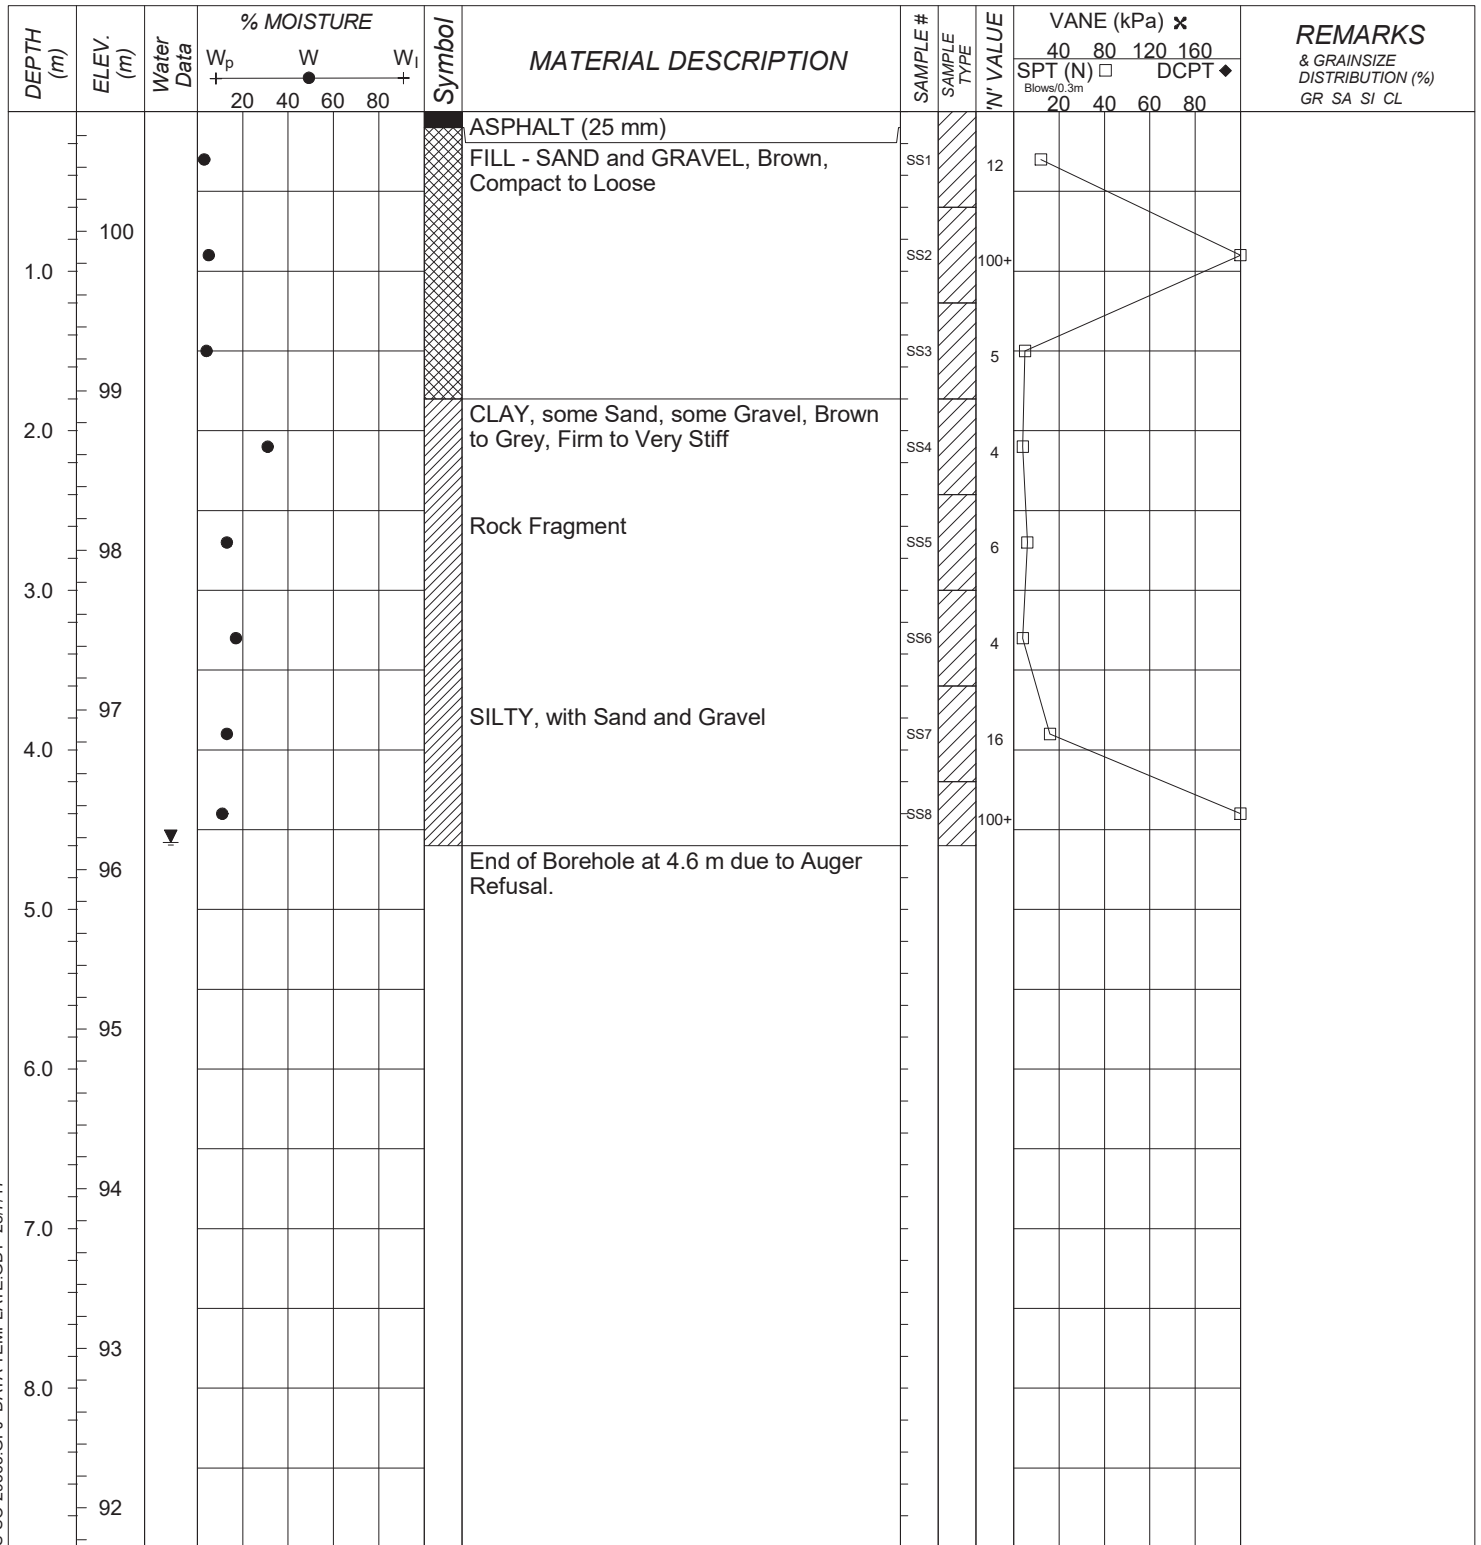 DEPTH (m)
ELEV. (m)
Water Data
% MOISTURE
Wp W Wl
20 40 60 80
Symbol
MATERIAL DESCRIPTION
SAMPLE #
SAMPLE TYPE
'N' VALUE
VANE (kPa)
40 80 120 160
SPT (N) DCPT
Blows/0.3m
20 40 60 80
REMARKS
& GRAINSIZE
DISTRIBUTION (%)
GR SA SI CL
ASPHALT (25 mm)
FILL - SAND and GRAVEL, Brown,
Compact to Loose
SS1 12
100
1.0
SS2 100+
SS3 5
99
CLAY, some Sand, some Gravel, Brown
to Grey, Firm to Very Stiff
2.0
SS4 4
Rock Fragment
98
SS5 6
3.0
SS6 4
97
SILTY, with Sand and Gravel
SS7 16
4.0
SS8 100+
End of Borehole at 4.6 m due to Auger
Refusal.
96
5.0
95
6.0
94
7.0
93
8.0
92